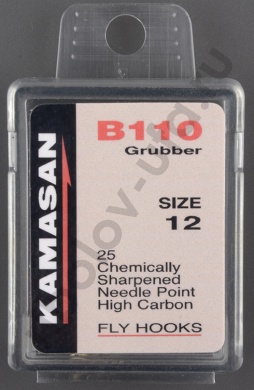 KAMASAN
B110
Grubber
SIZE
12
25
Chemically
Sharpened
Needle Point
High Carbon
FLY HOOKS